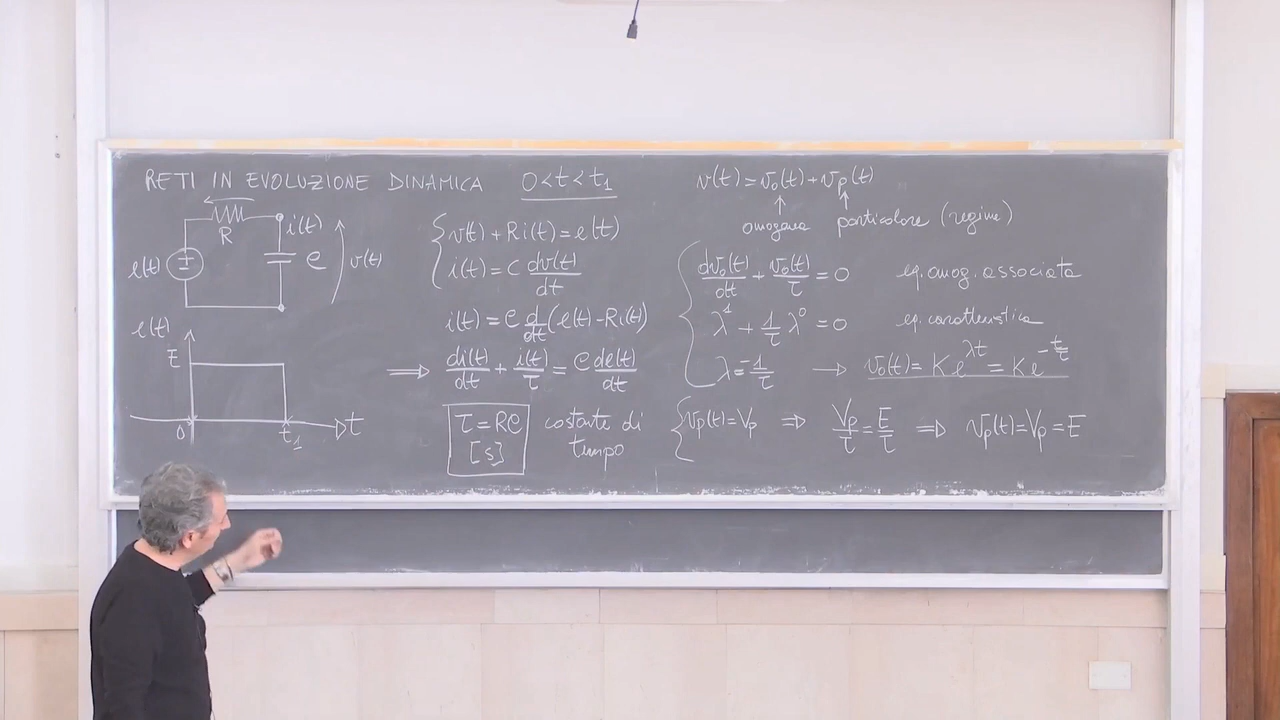 RETI IN EVOLUZIONE DINAMICA 0<t<t₁
R
i(t)
e(t)
C
v(t)
e(t)
E
0
t₁
t
{v(t) + Ri(t) = e(t)
i(t) = C dv(t)/dt
i(t) = C d/dt (e(t) - Ri(t))
⇒ di(t)/dt + i(t)/τ = C de(t)/dt
τ = RC
[s]
costante di
tempo
v(t) = v₀(t) + vp(t)
↑ ↑
omogenea particolare (regime)
{dv₀(t)/dt + v₀(t)/τ = 0 eq. omog. associata
λ¹ + 1/τ λ⁰ = 0 eq. caratteristica
λ = -1/τ → v₀(t) = K e^λt = K e^-t/τ
{vp(t) = Vp ⇒ Vp/τ = E/τ ⇒ vp(t) = Vp = E